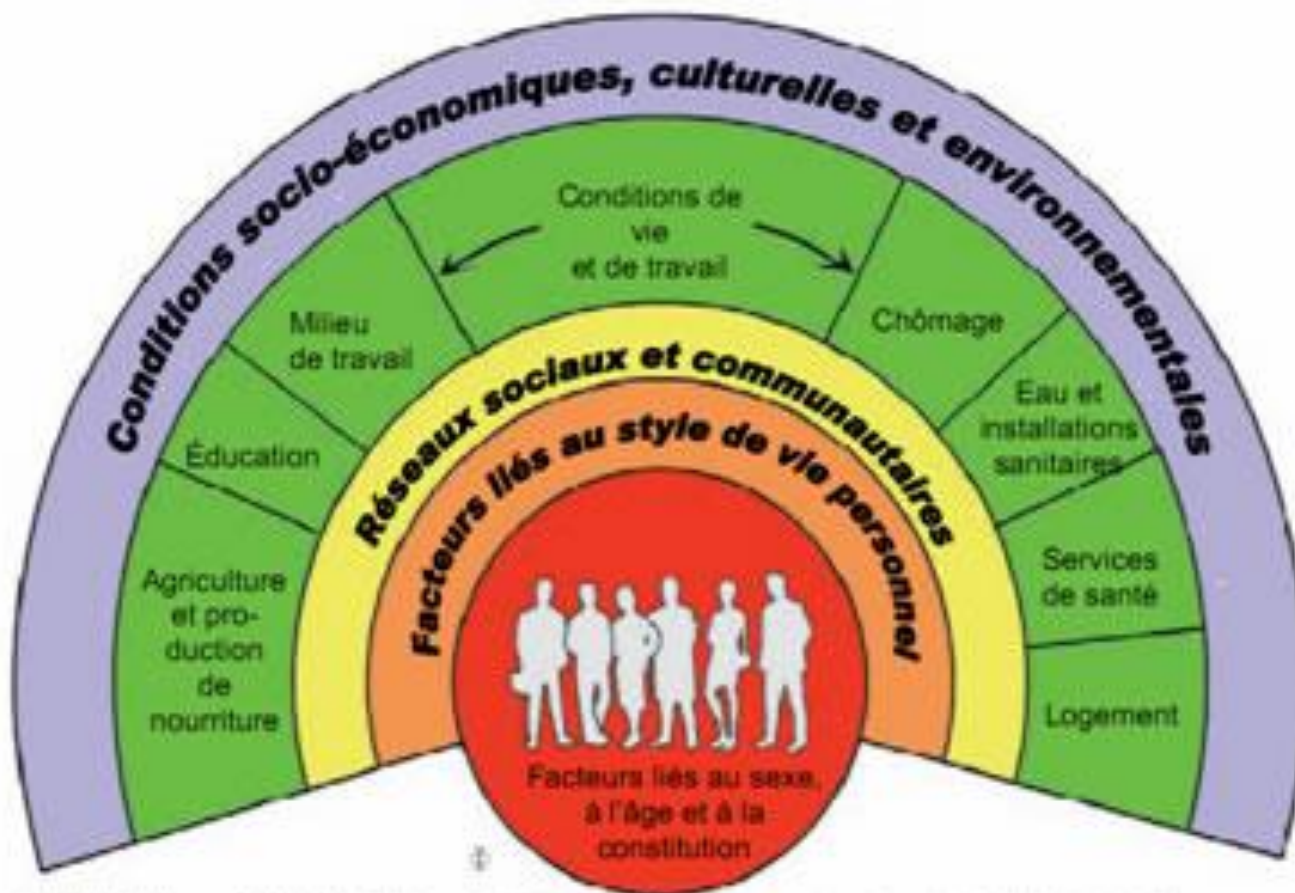 Conditions socio-économiques, culturelles et environnementales
Conditions de
vie
et de travail
Milieu
de travail
Éducation
Agriculture
et pro-
duction
de
nourriture
Chômage
Eau et
installations
sanitaires
Services
de santé
Logement
Réseaux sociaux et communautaires
Facteurs liés au style de vie personnel
Facteurs liés au sexe,
à l'âge et à la
constitution